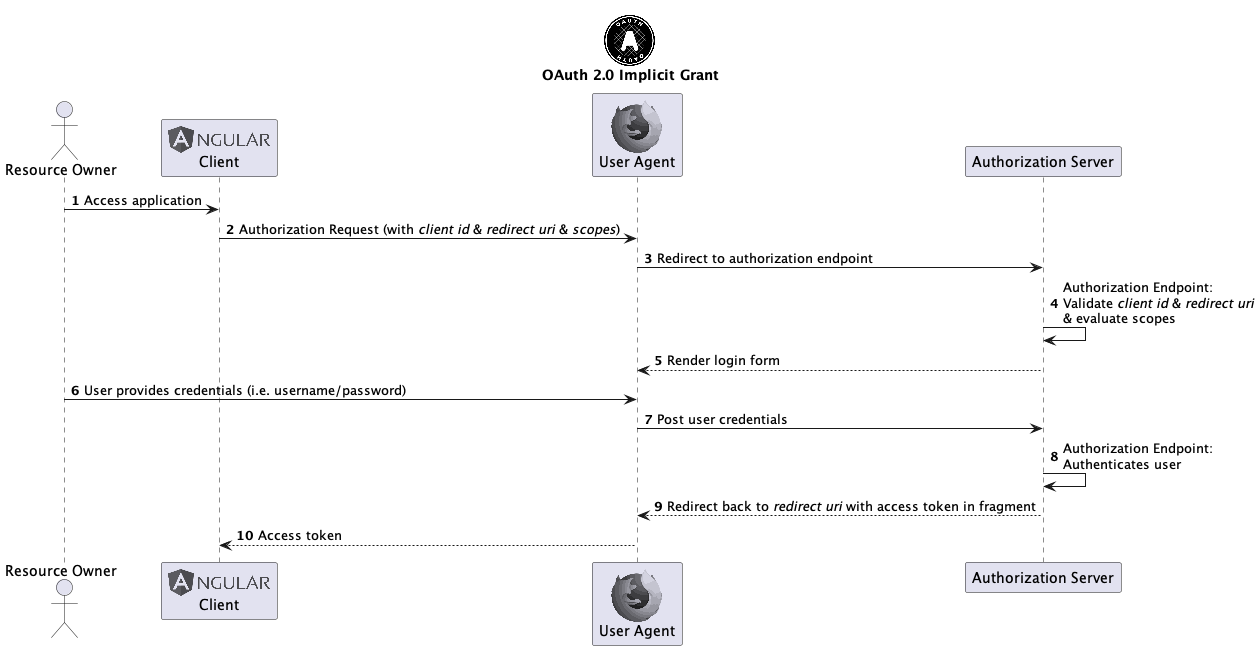 OAUTH
A
OAUTH
OAuth 2.0 Implicit Grant
Resource Owner
ANGULAR
Client
User Agent
Authorization Server
1 Access application
2 Authorization Request (with client id & redirect uri & scopes)
3 Redirect to authorization endpoint
Authorization Endpoint:
4 Validate client id & redirect uri
& evaluate scopes
5 Render login form
6 User provides credentials (i.e. username/password)
7 Post user credentials
8 Authorization Endpoint:
Authenticates user
9 Redirect back to redirect uri with access token in fragment
10 Access token
Resource Owner
ANGULAR
Client
User Agent
Authorization Server